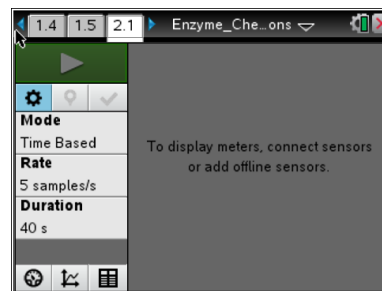 1.4 1.5 2.1 Enzyme_Che…ons
Mode
Time Based
Rate
5 samples/s
Duration
40 s
To display meters, connect sensors
or add offline sensors.